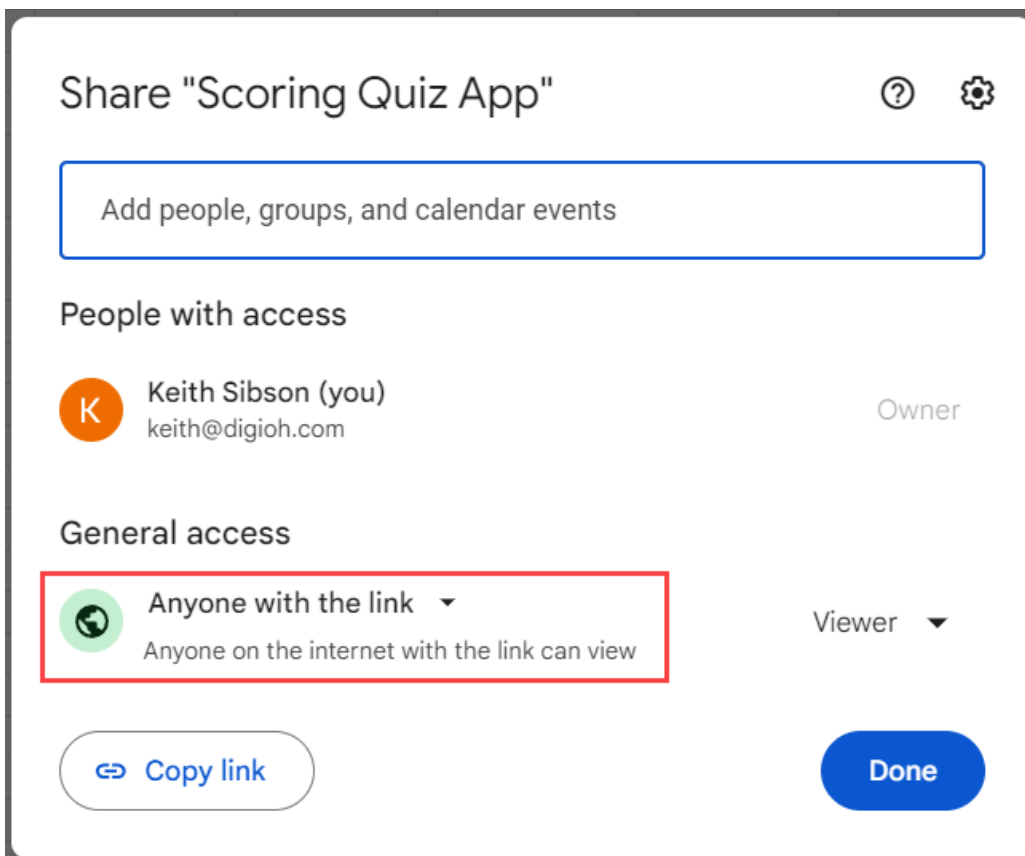 Share "Scoring Quiz App"
Add people, groups, and calendar events
People with access
K
Keith Sibson (you)
keith@digioh.com
Owner
General access
Anyone with the link
Anyone on the internet with the link can view
Viewer
Copy link
Done